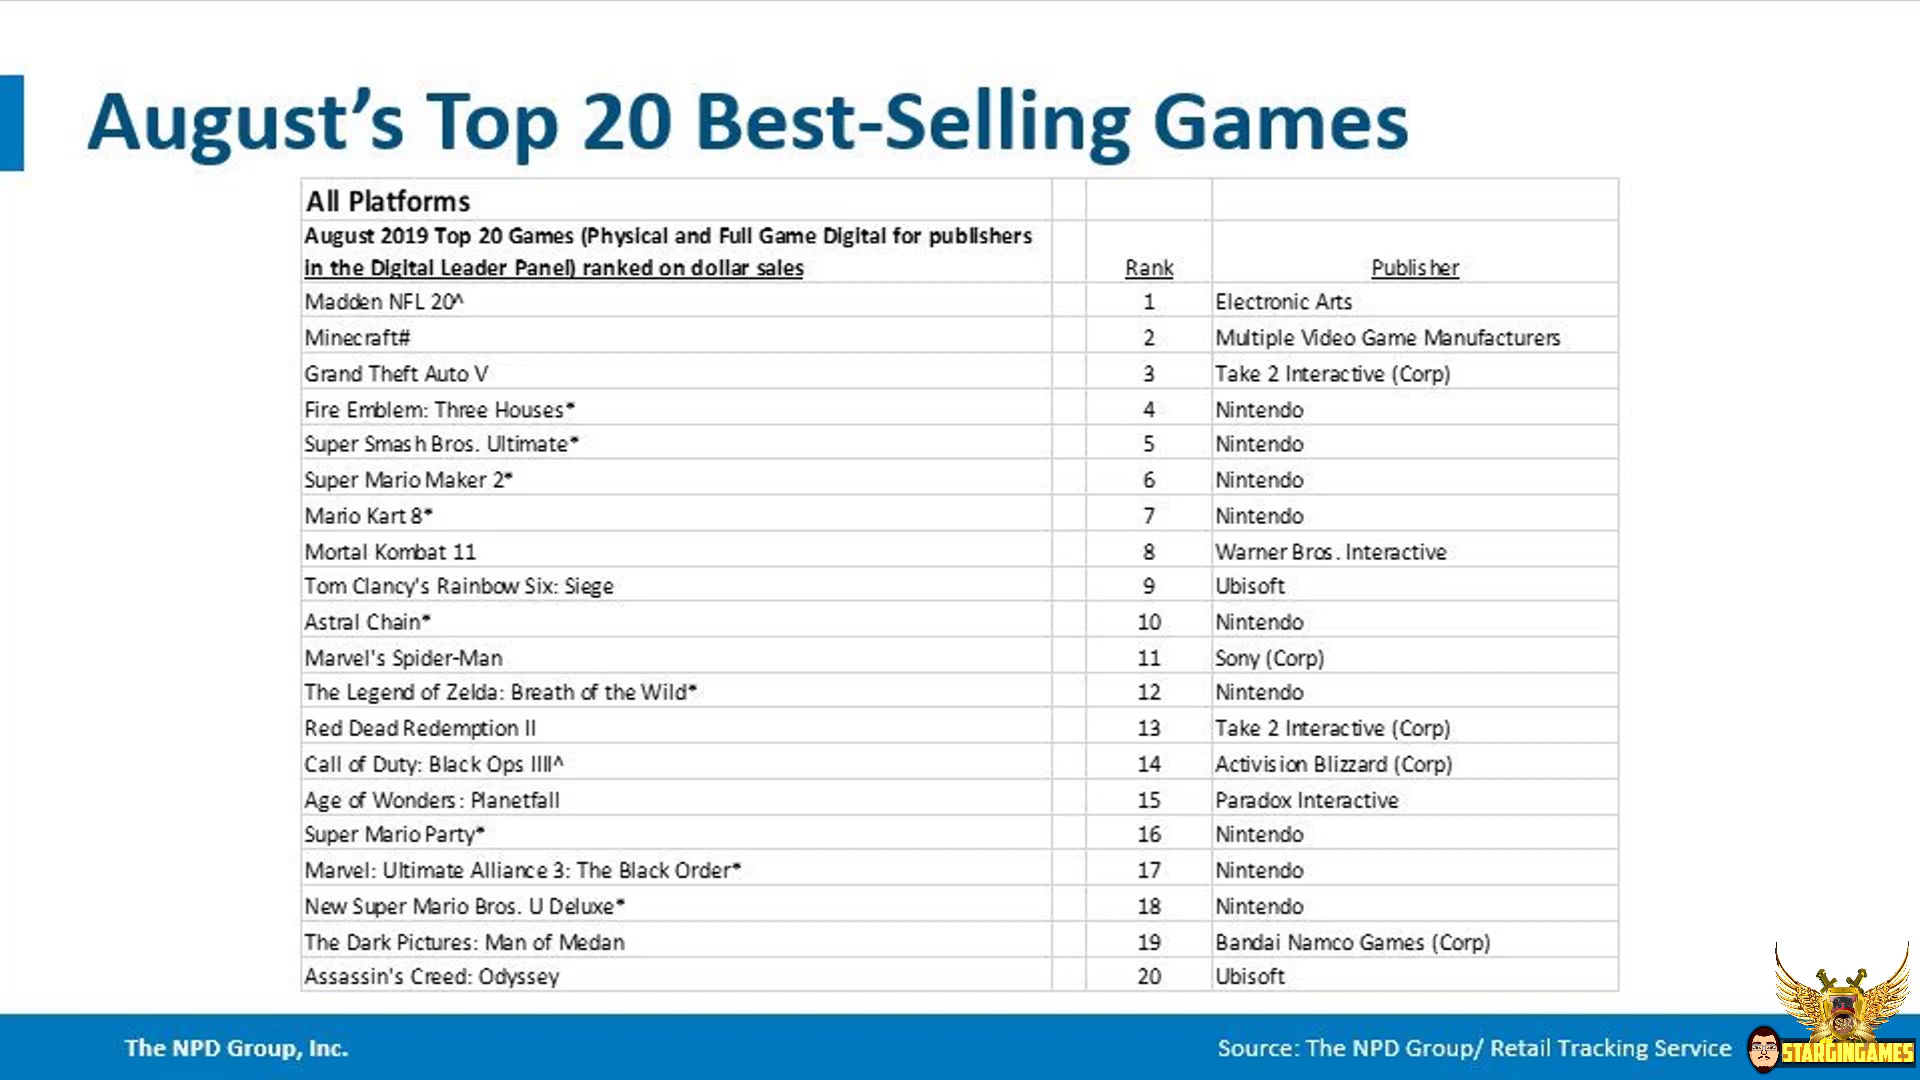 August’s Top 20 Best-Selling Games
All Platforms
August 2019 Top 20 Games (Physical and Full Game Digital for publishers
in the Digital Leader Panel) ranked on dollar sales Rank Publisher
Madden NFL 20^ 1 Electronic Arts
Minecraft# 2 Multiple Video Game Manufacturers
Grand Theft Auto V 3 Take 2 Interactive (Corp)
Fire Emblem: Three Houses* 4 Nintendo
Super Smash Bros. Ultimate* 5 Nintendo
Super Mario Maker 2* 6 Nintendo
Mario Kart 8* 7 Nintendo
Mortal Kombat 11 8 Warner Bros. Interactive
Tom Clancy's Rainbow Six: Siege 9 Ubisoft
Astral Chain* 10 Nintendo
Marvel's Spider-Man 11 Sony (Corp)
The Legend of Zelda: Breath of the Wild* 12 Nintendo
Red Dead Redemption II 13 Take 2 Interactive (Corp)
Call of Duty: Black Ops IIII^ 14 Activision Blizzard (Corp)
Age of Wonders: Planetfall 15 Paradox Interactive
Super Mario Party* 16 Nintendo
Marvel: Ultimate Alliance 3: The Black Order* 17 Nintendo
New Super Mario Bros. U Deluxe* 18 Nintendo
The Dark Pictures: Man of Medan 19 Bandai Namco Games (Corp)
Assassin's Creed: Odyssey 20 Ubisoft
The NPD Group, Inc. Source: The NPD Group/ Retail Tracking Service
STARGINGAMES